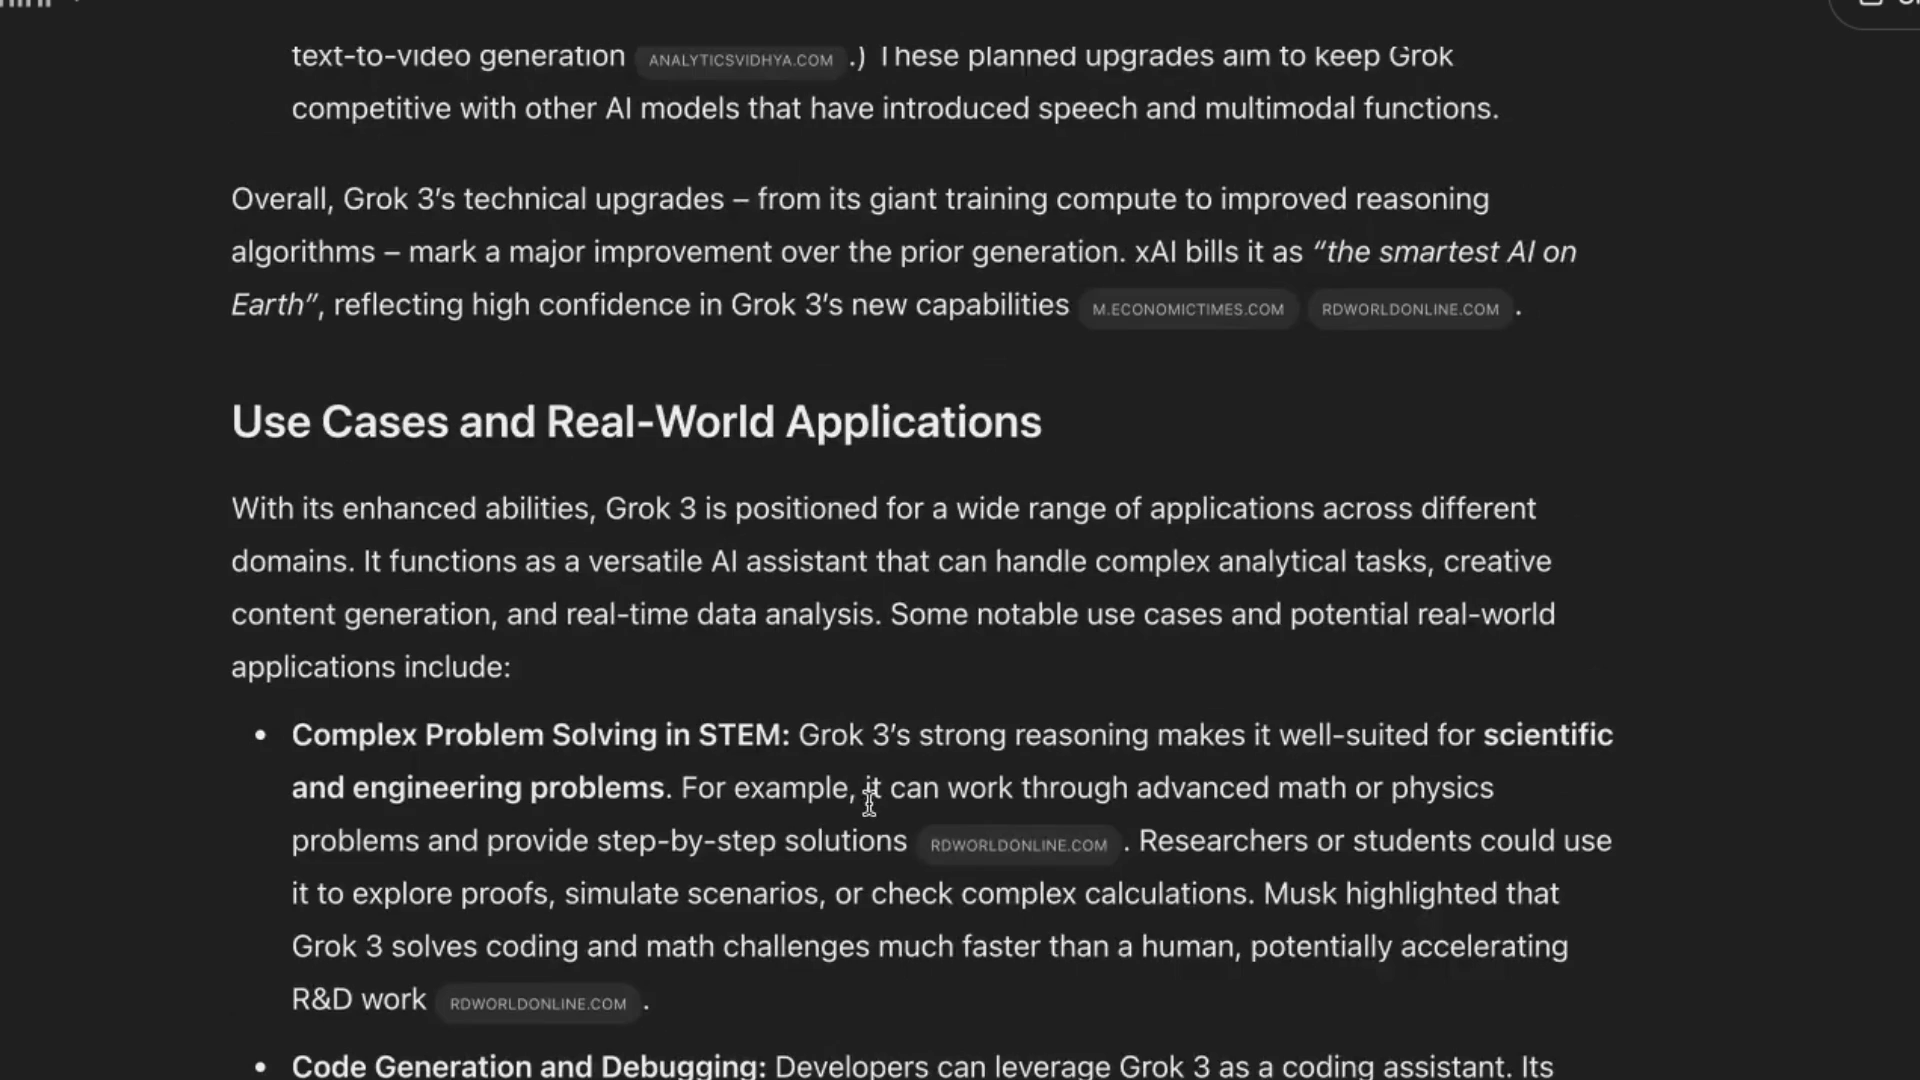 text-to-video generation ANALYTICSVIDHYA.COM .) These planned upgrades aim to keep Grok
competitive with other AI models that have introduced speech and multimodal functions.
Overall, Grok 3’s technical upgrades – from its giant training compute to improved reasoning
algorithms – mark a major improvement over the prior generation. xAI bills it as “the smartest AI on
Earth”, reflecting high confidence in Grok 3’s new capabilities M.ECONOMICTIMES.COM RDWORLDONLINE.COM .
Use Cases and Real-World Applications
With its enhanced abilities, Grok 3 is positioned for a wide range of applications across different
domains. It functions as a versatile AI assistant that can handle complex analytical tasks, creative
content generation, and real-time data analysis. Some notable use cases and potential real-world
applications include:
• Complex Problem Solving in STEM: Grok 3’s strong reasoning makes it well-suited for scientific
and engineering problems. For example, it can work through advanced math or physics
problems and provide step-by-step solutions RDWORLDONLINE.COM . Researchers or students could use
it to explore proofs, simulate scenarios, or check complex calculations. Musk highlighted that
Grok 3 solves coding and math challenges much faster than a human, potentially accelerating
R&D work RDWORLDONLINE.COM .
• Code Generation and Debugging: Developers can leverage Grok 3 as a coding assistant. Its